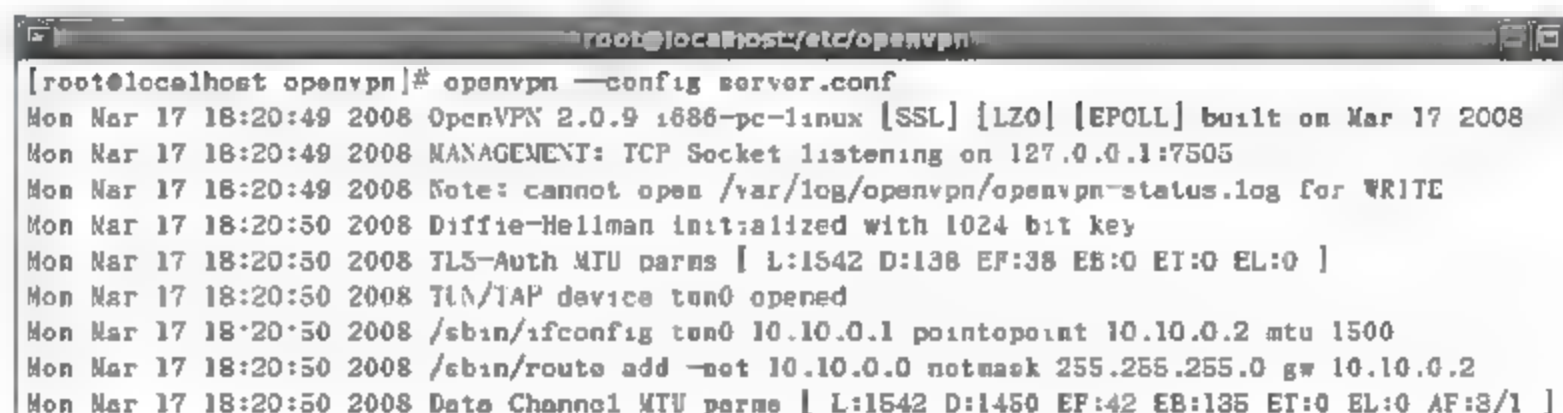 root@localhost:/etc/openvpn
[root@localhost openvpn]# openvpn --config server.conf
Mon Mar 17 18:20:49 2008 OpenVPN 2.0.9 i686-pc-linux [SSL] [LZO] [EPOLL] built on Mar 17 2008
Mon Mar 17 18:20:49 2008 MANAGEMENT: TCP Socket listening on 127.0.0.1:7505
Mon Mar 17 18:20:49 2008 Note: cannot open /var/log/openvpn/openvpn-status.log for WRITE
Mon Mar 17 18:20:50 2008 Diffie-Hellman initialized with 1024 bit key
Mon Mar 17 18:20:50 2008 TLS-Auth MTU parms [ L:1542 D:138 EF:38 EB:0 ET:0 EL:0 ]
Mon Mar 17 18:20:50 2008 TUN/TAP device tun0 opened
Mon Mar 17 18:20:50 2008 /sbin/ifconfig tun0 10.10.0.1 pointopoint 10.10.0.2 mtu 1500
Mon Mar 17 18:20:50 2008 /sbin/route add -net 10.10.0.0 netmask 255.255.255.0 gw 10.10.0.2
Mon Mar 17 18:20:50 2008 Data Channel MTU parms [ L:1542 D:1450 EF:42 EB:135 ET:0 EL:0 AF:3/1 ]